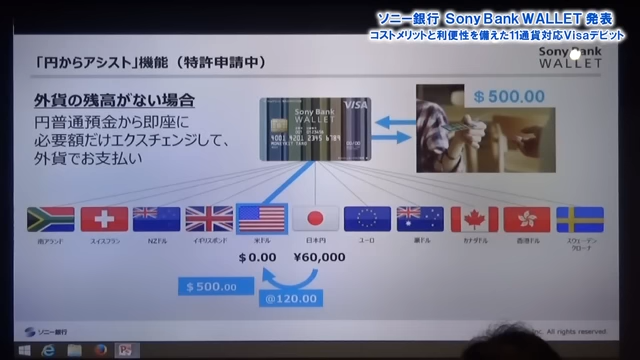 ソニー銀行 Sony Bank WALLET 発表
コストメリットと利便性を備えた11通貨対応Visaデビット
「円からアシスト」機能（特許申請中）
Sony Bank
WALLET
外貨の残高がない場合
円普通預金から即座に
必要額だけエクスチェンジして、
外貨でお支払い
Sony Bank
WALLET
VISA
4001 4201 2345 6789
$500.00
南アランド
スイスフラン
NZドル
イギリスポンド
米ドル
日本円
ユーロ
豪ドル
カナダドル
香港ドル
スウェーデン
クローナ
$0.00
¥60,000
$500.00
@120.00
ソニー銀行
Inc. All rights reserved.